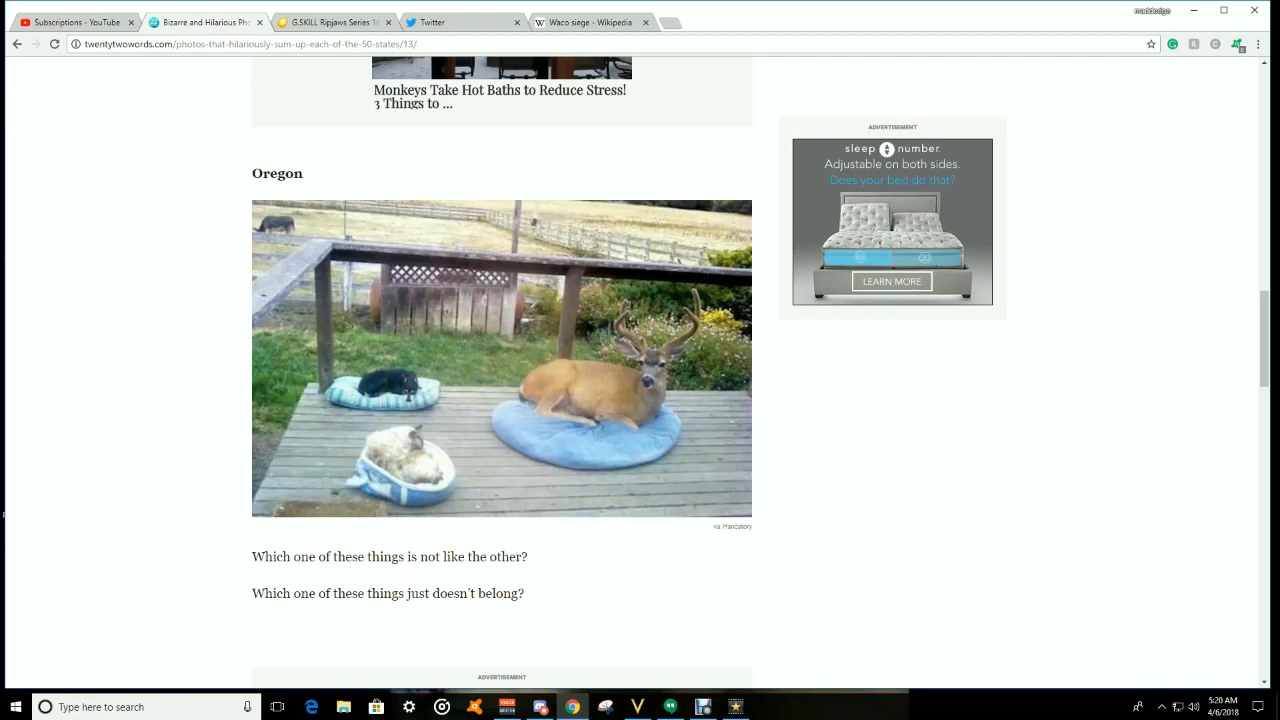 maddodge
Subscriptions - YouTube
Bizarre and Hilarious Ph
G.SKILL Ripjaws Series 1
Twitter
Waco siege - Wikipedia
twentytwowords.com/photos-that-hilariously-sum-up-each-of-the-50-states/13/
Monkeys Take Hot Baths to Reduce Stress!
3 Things to ...
ADVERTISEMENT
sleep number.
Adjustable on both sides.
Does your bed do that?
LEARN MORE
Oregon
via: Mandatory
Which one of these things is not like the other?
Which one of these things just doesn't belong?
ADVERTISEMENT
Type here to search
5:20 AM
4/6/2018